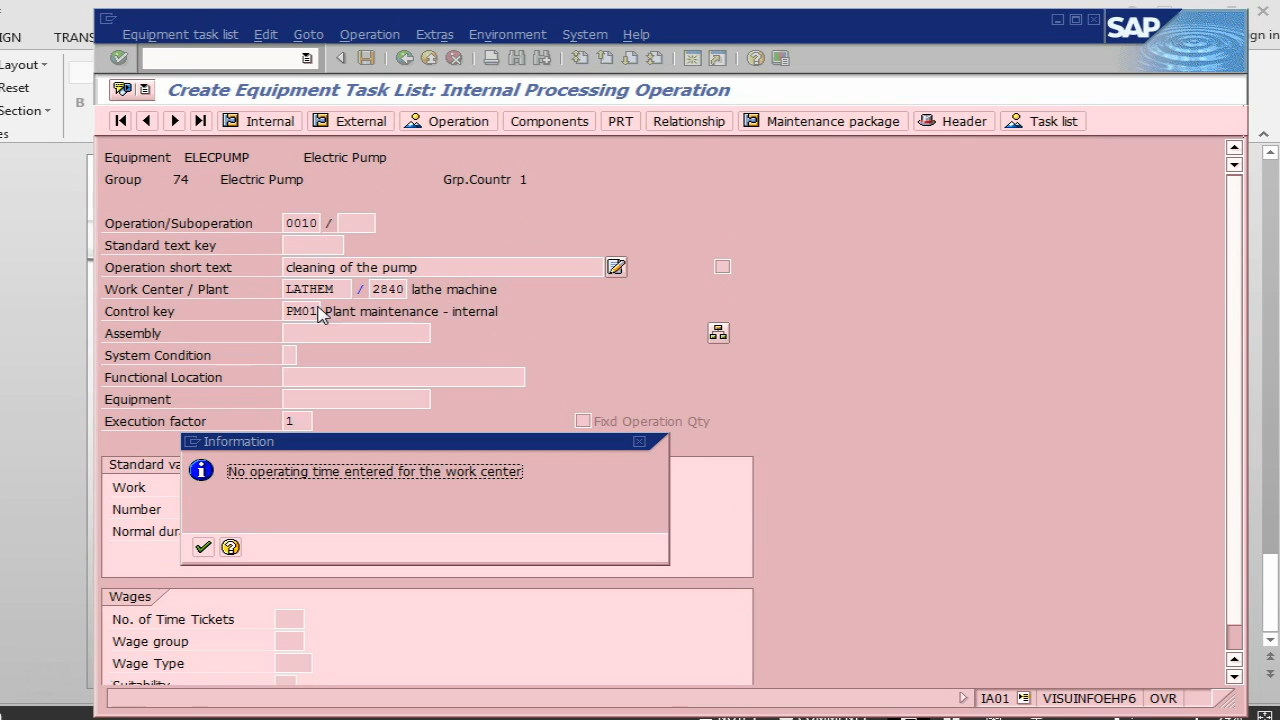 IGN TRANS
Layout
Reset
Section
B
Sign in
SAP
Equipment task list Edit Goto Operation Extras Environment System Help
Create Equipment Task List: Internal Processing Operation
Internal External Operation Components PRT Relationship Maintenance package Header Task list
Equipment ELECPUMP Electric Pump
Group 74 Electric Pump Grp.Countr 1
Operation/Suboperation 0010 /
Standard text key
Operation short text cleaning of the pump
Work Center / Plant LATHEM / 2840 lathe machine
Control key PM01 Plant maintenance - internal
Assembly
System Condition
Functional Location
Equipment
Execution factor 1 Fixd Operation Qty
Information
No operating time entered for the work center
Standard va
Work
Number
Normal dura
Wages
No. of Time Tickets
Wage group
Wage Type
Suitability
IA01 VISUINFOEHP6 OVR